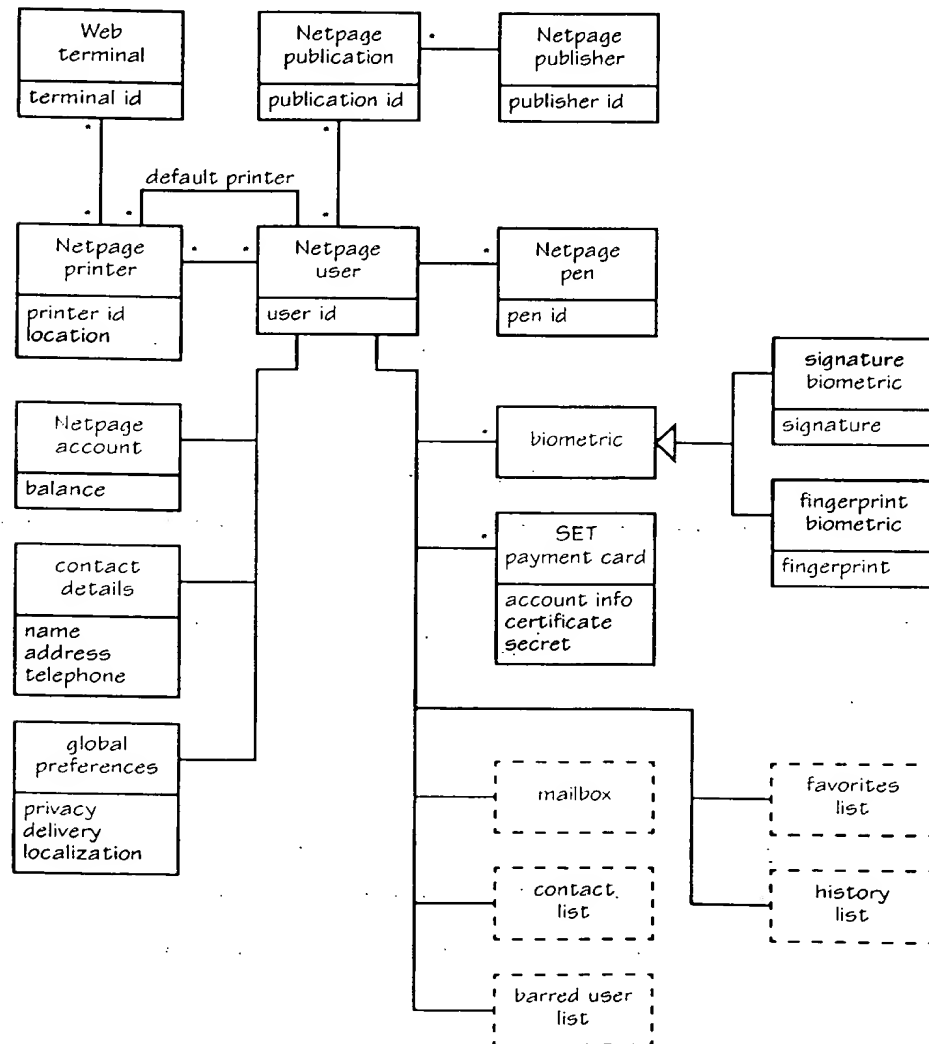 Web
terminal
terminal id
Netpage
publication
publication id
*
Netpage
publisher
publisher id
*
*
default printer
*
*
*
Netpage
printer
printer id
location
*
*
Netpage
user
user id
*
Netpage
pen
pen id
Netpage
account
balance
*
biometric
signature
biometric
signature
fingerprint
biometric
fingerprint
*
SET
payment card
account info
certificate
secret
contact
details
name
address
telephone
global
preferences
privacy
delivery
localization
mailbox
favorites
list
contact
list
history
list
barred user
list